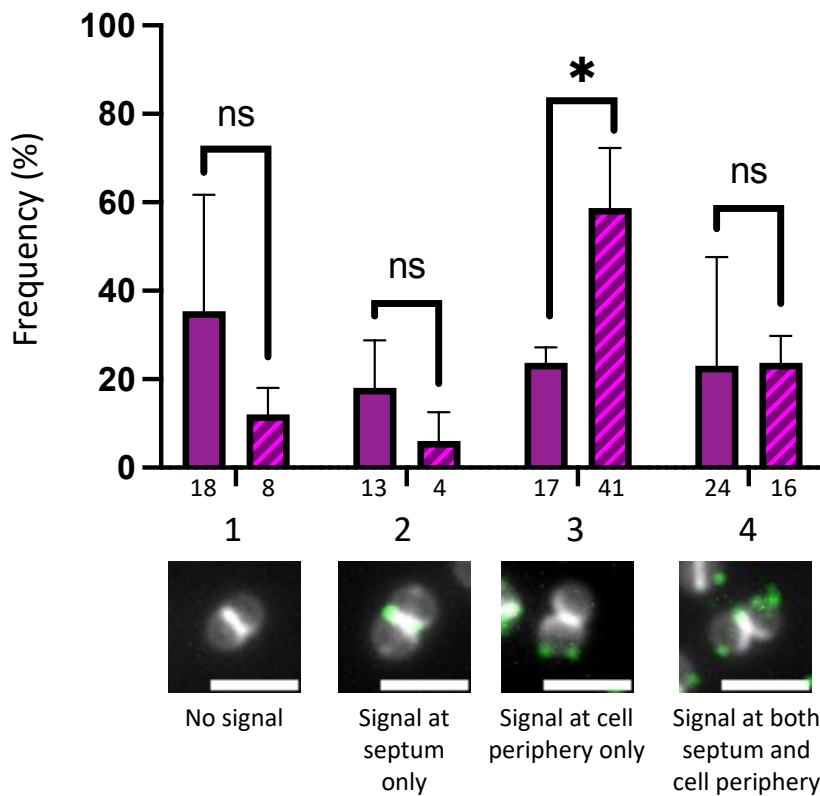 Frequency (%)
100
80
60
40
20
0
ns
ns
*
ns
18 8 13 4 17 41 24 16
1 2 3 4
No signal
Signal at
septum
only
Signal at cell
periphery only
Signal at both
septum and
cell periphery